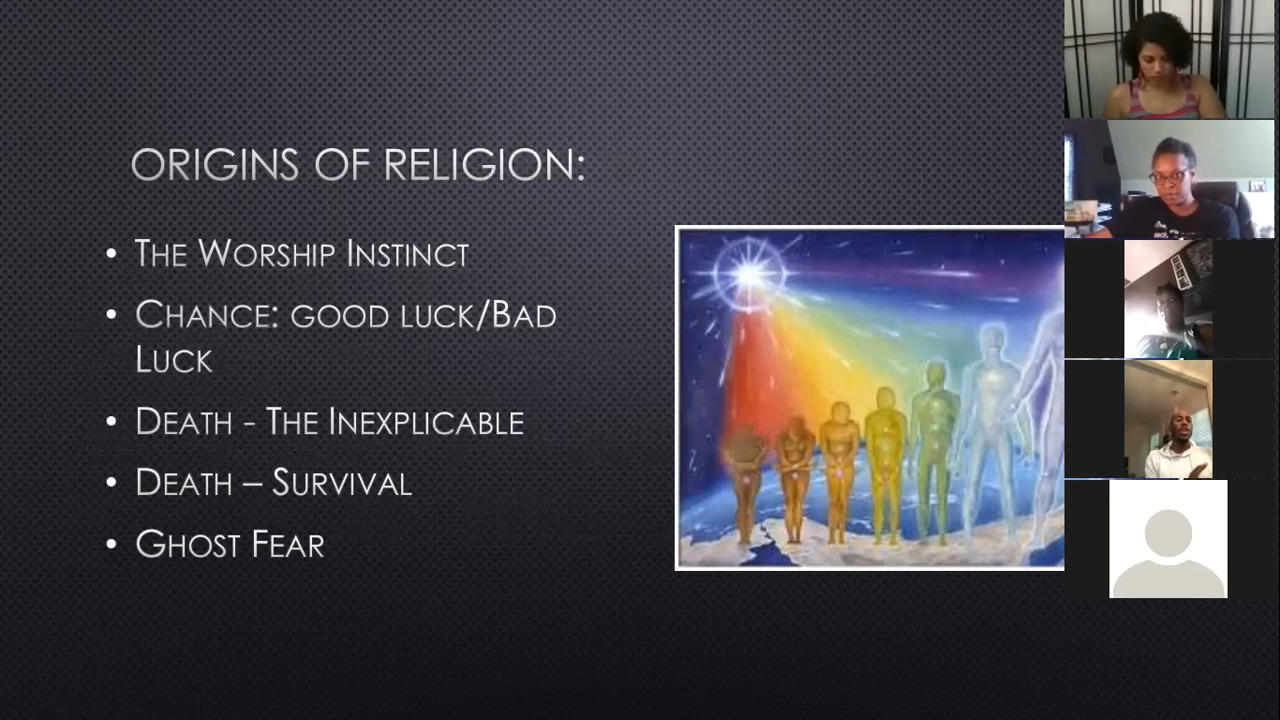 ORIGINS OF RELIGION:
• THE WORSHIP INSTINCT
• CHANCE: GOOD LUCK/BAD
LUCK
• DEATH - THE INEXPLICABLE
• DEATH – SURVIVAL
• GHOST FEAR